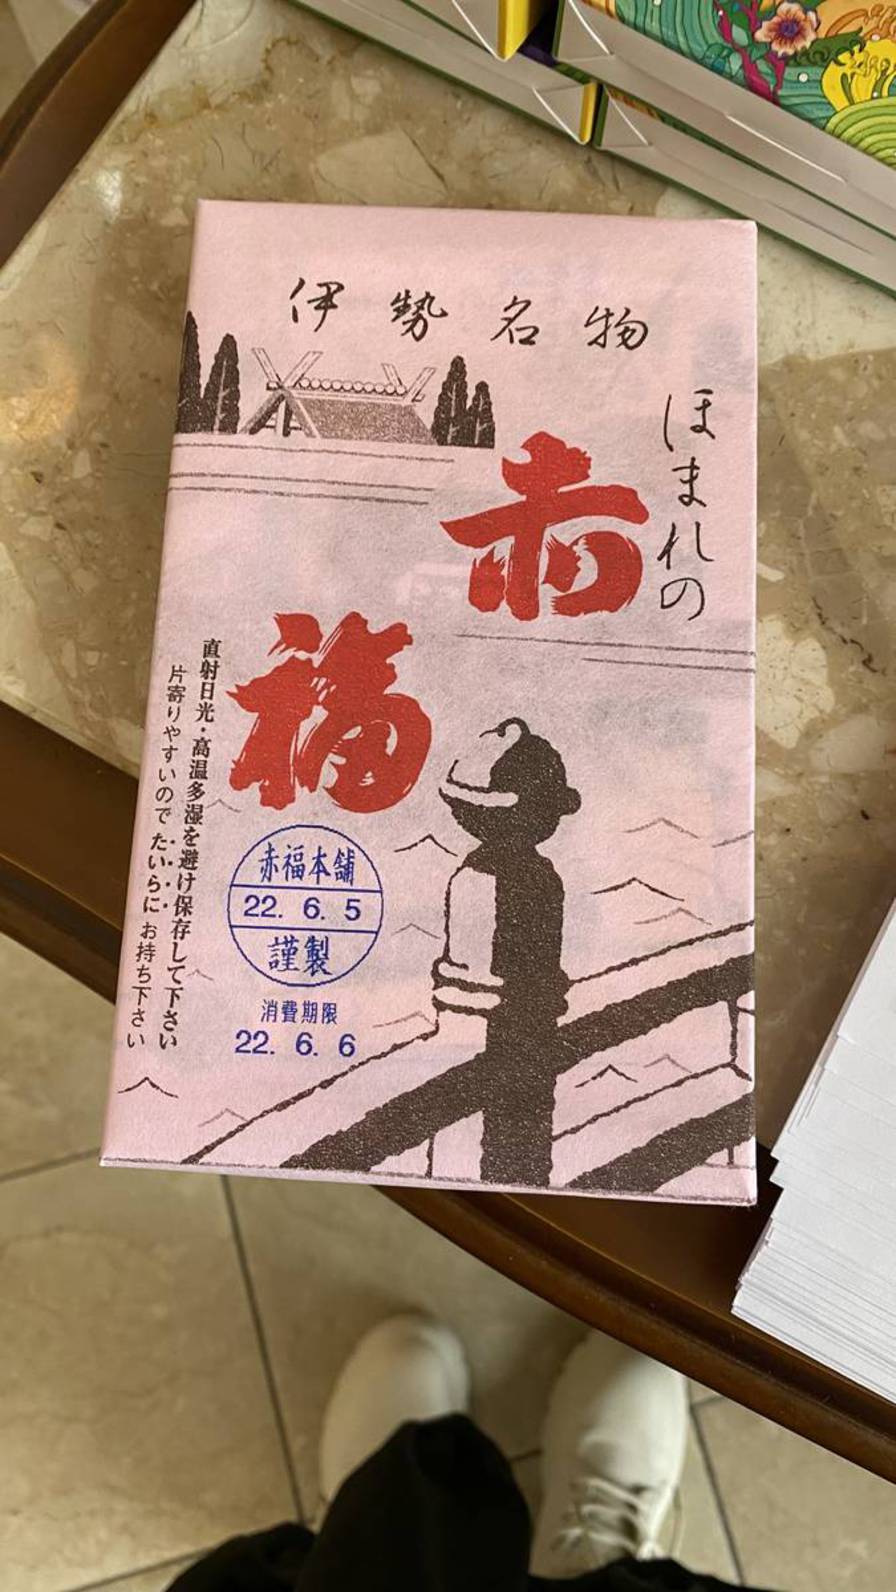 伊勢名物
ほまれの
赤
福
直射日光・高温多湿を避け保存して下さい
片寄りやすいので たいらに お持ち下さい
赤福本舗
22. 6. 5
謹製
消費期限
22. 6. 6